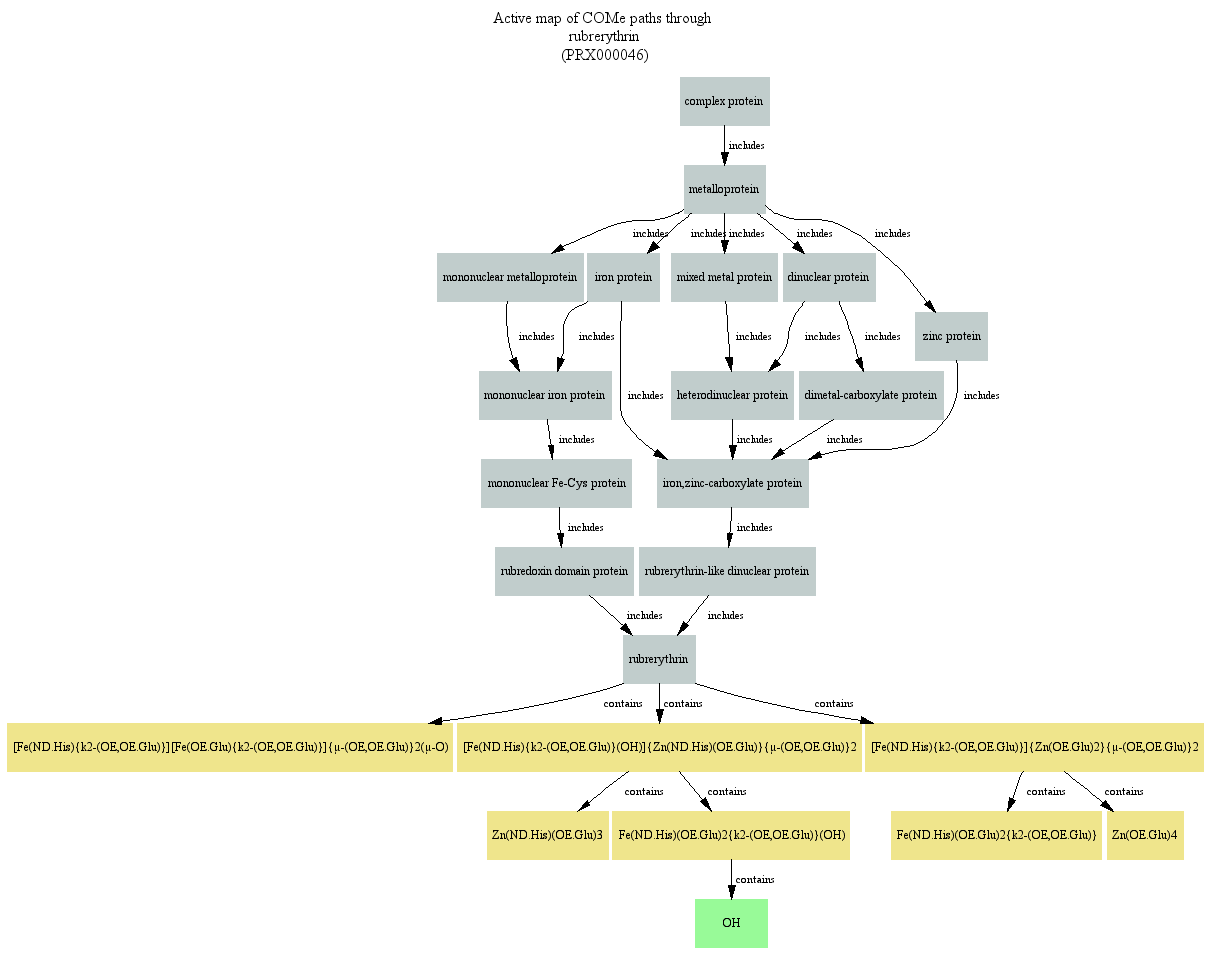 Active map of COMe paths through
rubrerythrin
(PRX000046)
complex protein
includes
metalloprotein
includes includes includes includes includes
mononuclear metalloprotein iron protein mixed metal protein dinuclear protein
zinc protein
includes includes includes includes includes
mononuclear iron protein heterodinuclear protein dimetal-carboxylate protein
includes includes
includes includes includes
mononuclear Fe-Cys protein iron,zinc-carboxylate protein
includes includes
rubredoxin domain protein rubrerythrin-like dinuclear protein
includes includes
rubrerythrin
contains contains contains
[Fe(ND.His){k2-(OE,OE.Glu)}][Fe(OE.Glu){k2-(OE,OE.Glu)}]{μ-(OE,OE.Glu)}2(μ-O) [Fe(ND.His){k2-(OE,OE.Glu)}(OH)]{Zn(ND.His)(OE.Glu)}{μ-(OE,OE.Glu)}2 [Fe(ND.His){k2-(OE,OE.Glu)}]{Zn(OE.Glu)2}{μ-(OE,OE.Glu)}2
contains contains contains contains
Zn(ND.His)(OE.Glu)3 Fe(ND.His)(OE.Glu)2{k2-(OE,OE.Glu)}(OH) Fe(ND.His)(OE.Glu)2{k2-(OE,OE.Glu)} Zn(OE.Glu)4
contains
OH